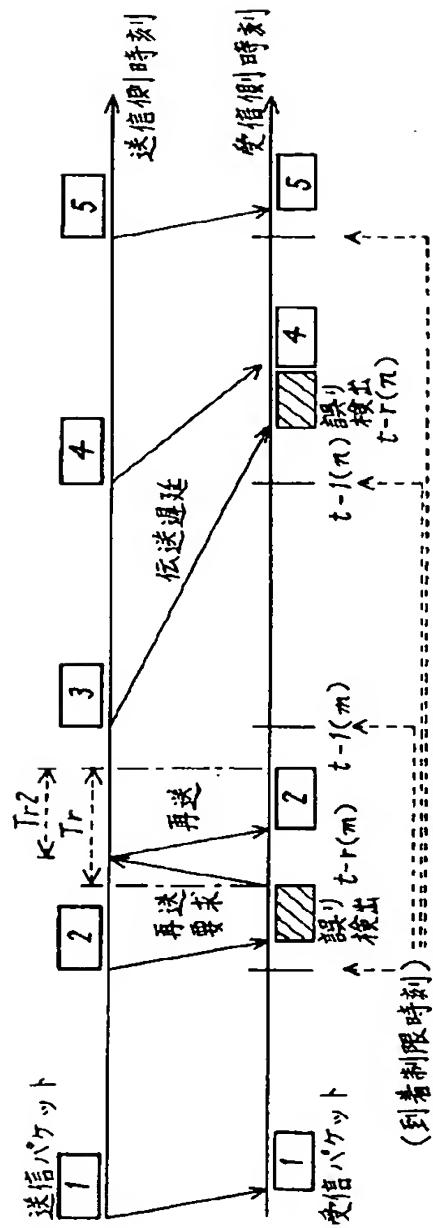 送信パケット
1
2
3
4
5
送信側時刻
Tr2
Tr
再送
要求
再送
伝送遅延
受信側時刻
1
誤り
検出
2
誤り
検出
4
5
受信パケット
t-r(m)
t-1(m)
t-1(n)
t-r(n)
(到着制限時刻)